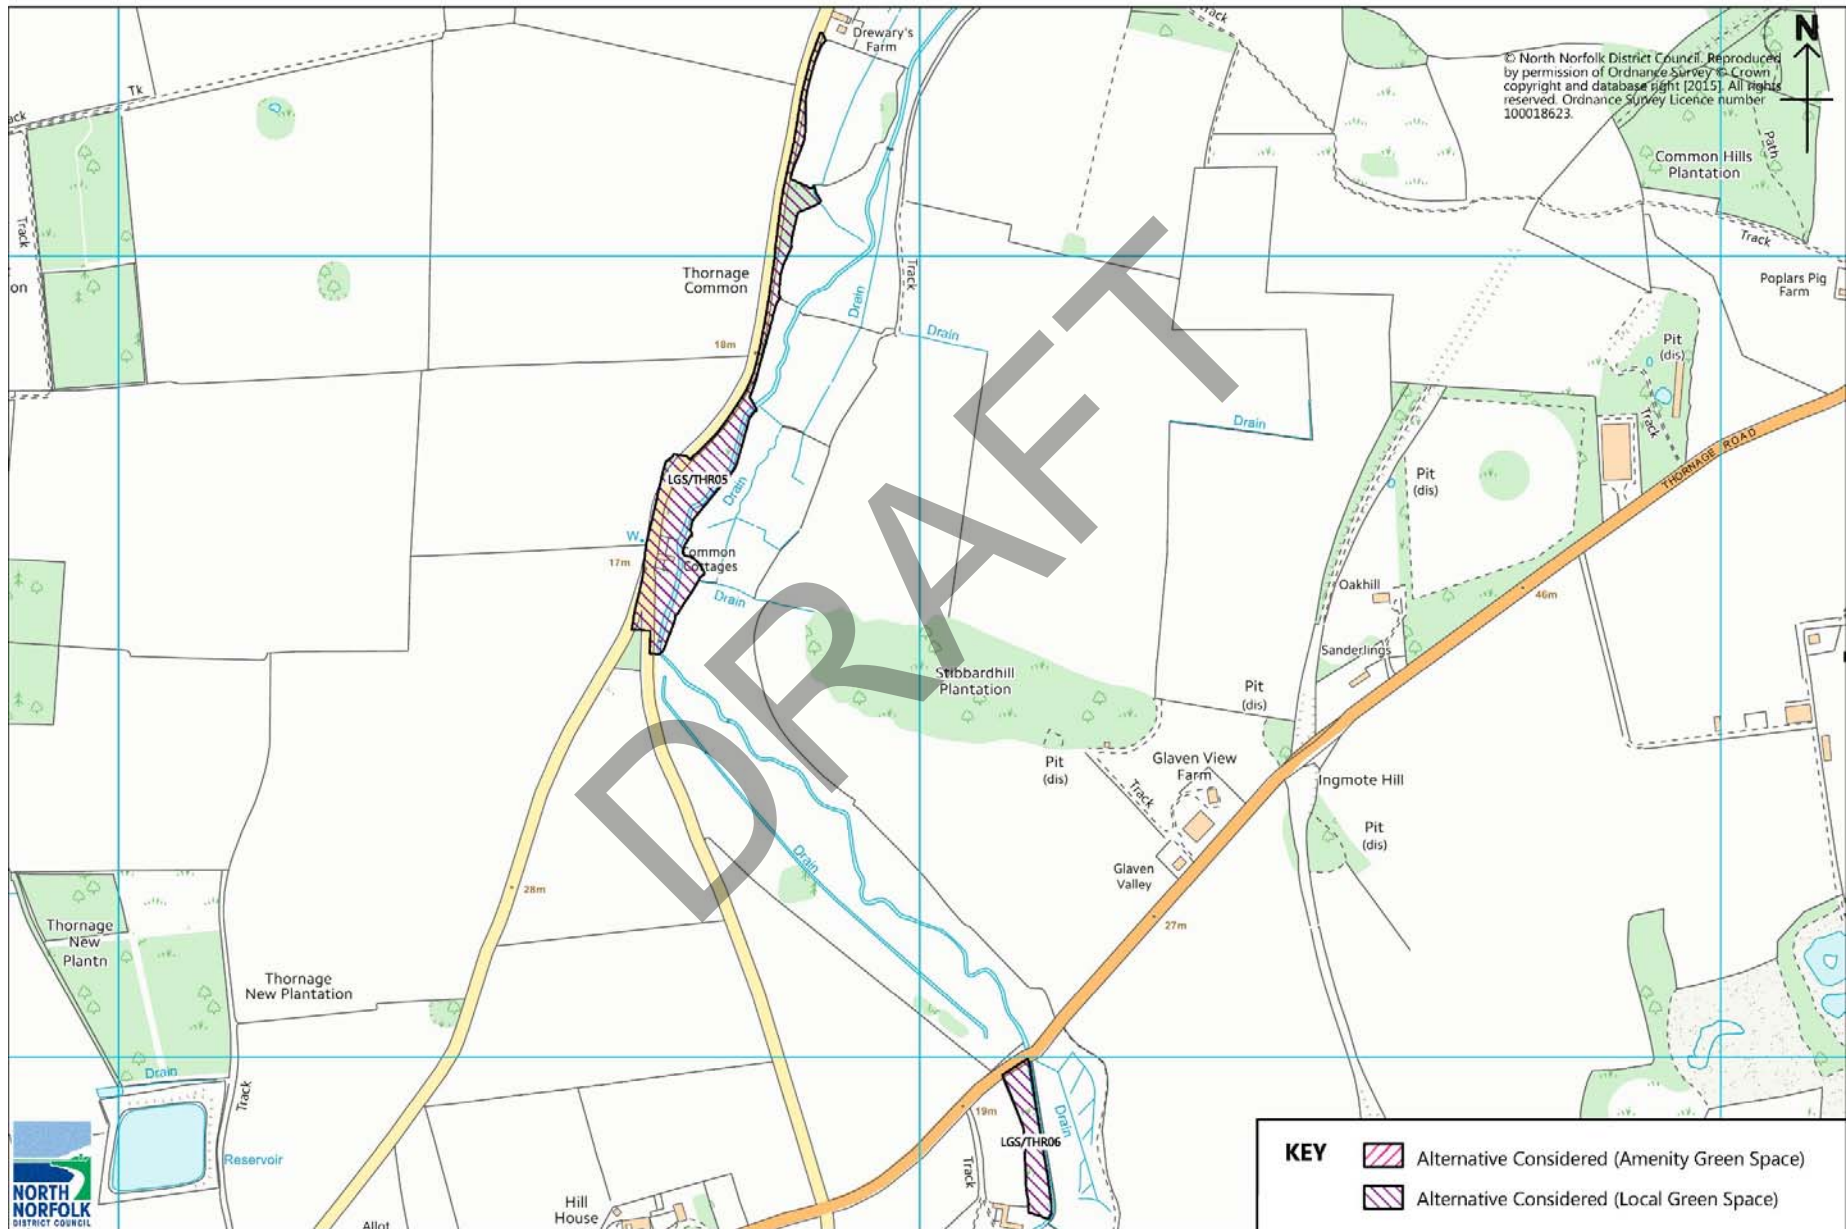 Track
Drewary's
Farm
N
© North Norfolk District Council. Reproduced
by permission of Ordnance Survey © Crown
copyright and database right [2015]. All rights
reserved. Ordnance Survey Licence number
100018623.
Tk
ack
Path
Common Hills
Plantation
Track
Track
on
Thornage
Common
Track
Drain
Poplars Pig
Farm
Drain
18m
Pit
(dis)
Track
Drain
THORNAGE ROAD
LGS/THR05
Drain
Pit
(dis)
W
Common
Cottages
17m
Drain
Oakhill
46m
Sanderlings
Stibbardhill
Plantation
Pit
(dis)
Pit
(dis)
Glaven View
Farm
Ingmote Hill
Track
Pit
(dis)
Drain
Glaven
Valley
28m
27m
Thornage
New
Plantn
Thornage
New Plantation
Drain
Track
19m
Drain
LGS/THR06
Reservoir
Track
Hill
House
Allot
DRAFT
NORTH
NORFOLK
DISTRICT COUNCIL
KEY
Alternative Considered (Amenity Green Space)
Alternative Considered (Local Green Space)